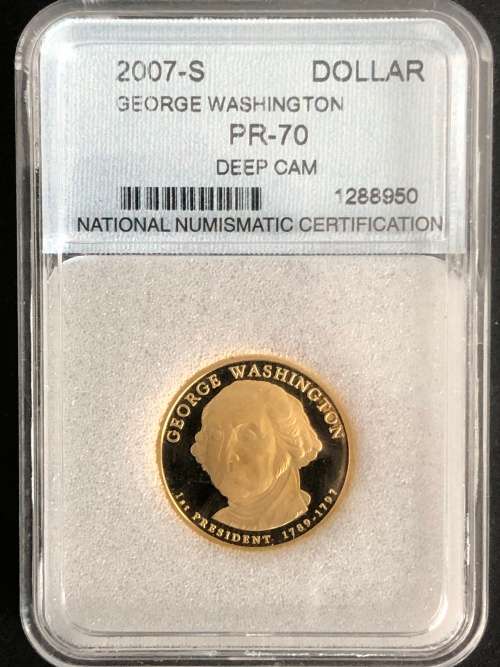 2007-S DOLLAR
GEORGE WASHINGTON
PR-70
DEEP CAM
1288950
NATIONAL NUMISMATIC CERTIFICATION
GEORGE WASHINGTON
1st PRESIDENT 1789-1797